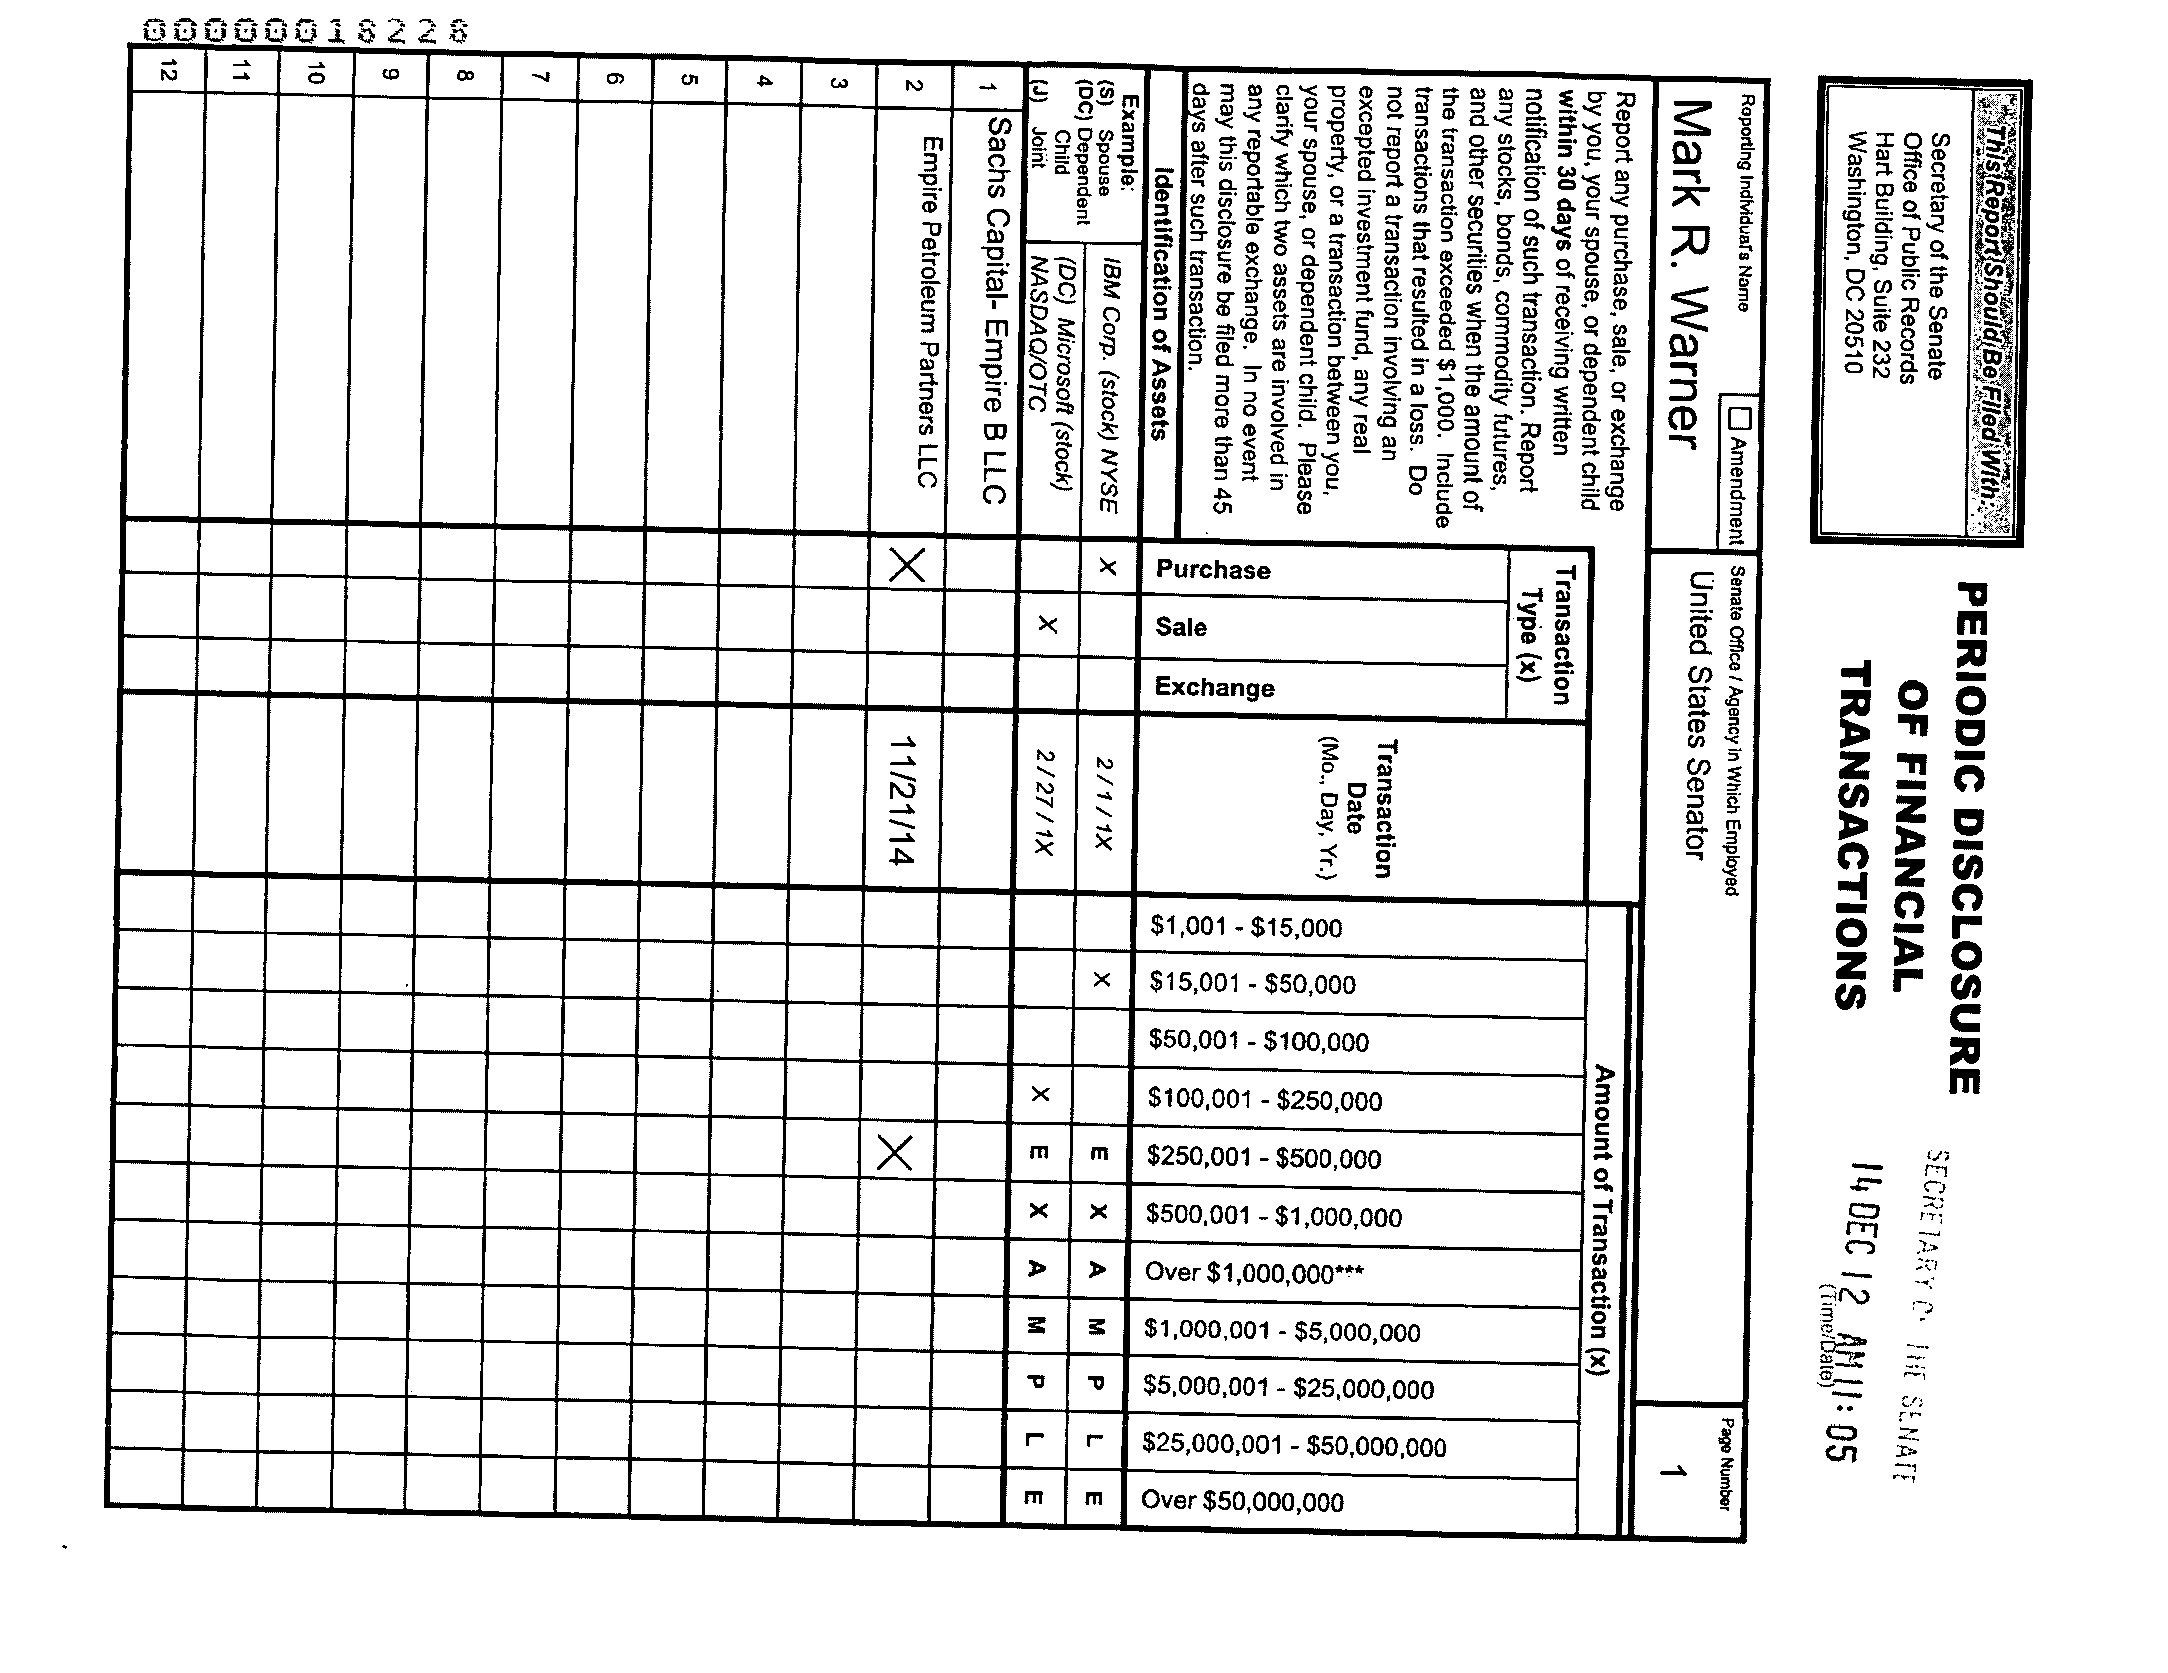 This Report Should Be Filed With:
Secretary of the Senate
Office of Public Records
Hart Building, Suite 232
Washington, DC 20510
PERIODIC DISCLOSURE
OF FINANCIAL
TRANSACTIONS
14 DEC 12 AM 11:05
(Time/Date)
Reporting Individual's Name
Amendment
Senate Office / Agency in Which Employed
Page Number
Mark R. Warner
United States Senator
1
Report any purchase, sale, or exchange
by you, your spouse, or dependent child
within 30 days of receiving written
notification of such transaction. Report
any stocks, bonds, commodity futures,
and other securities when the amount of
the transaction exceeded $1,000. Include
transactions that resulted in a loss. Do
not report a transaction involving an
excepted investment fund, any real
property, or a transaction between you,
your spouse, or dependent child. Please
clarify which two assets are involved in
any reportable exchange. In no event
may this disclosure be filed more than 45
days after such transaction.
Identification of Assets
Transaction
Type (x)
Purchase
Sale
Exchange
Transaction
Date
(Mo., Day, Yr.)
Amount of Transaction (x)
$1,001 - $15,000
$15,001 - $50,000
$50,001 - $100,000
$100,001 - $250,000
$250,001 - $500,000
$500,001 - $1,000,000
Over $1,000,000***
$1,000,001 - $5,000,000
$5,000,001 - $25,000,000
$25,000,001 - $50,000,000
Over $50,000,000
Example:
(S) Spouse
(DC) Dependent
Child
(J) Joint
IBM Corp. (stock) NYSE X 2/1/1X X E X A M P L E
(DC) Microsoft (stock)
NASDAQ/OTC X 2/27/1X X E X A M P L E
1 Sachs Capital- Empire B LLC
2 Empire Petroleum Partners LLC X 11/21/14 X
3
4
5
6
7
8
9
10
11
12